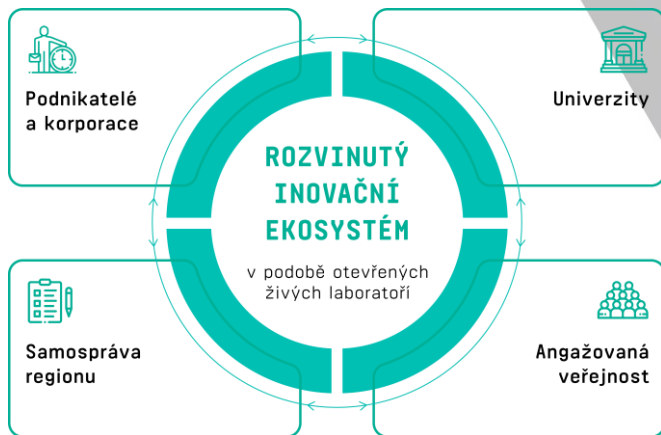 Podnikatelé
a korporace
Univerzity
ROZVINUTÝ
INOVAČNÍ
EKOSYSTÉM
v podobě otevřených
živých laboratoří
Samospráva
regionu
Angažovaná
veřejnost